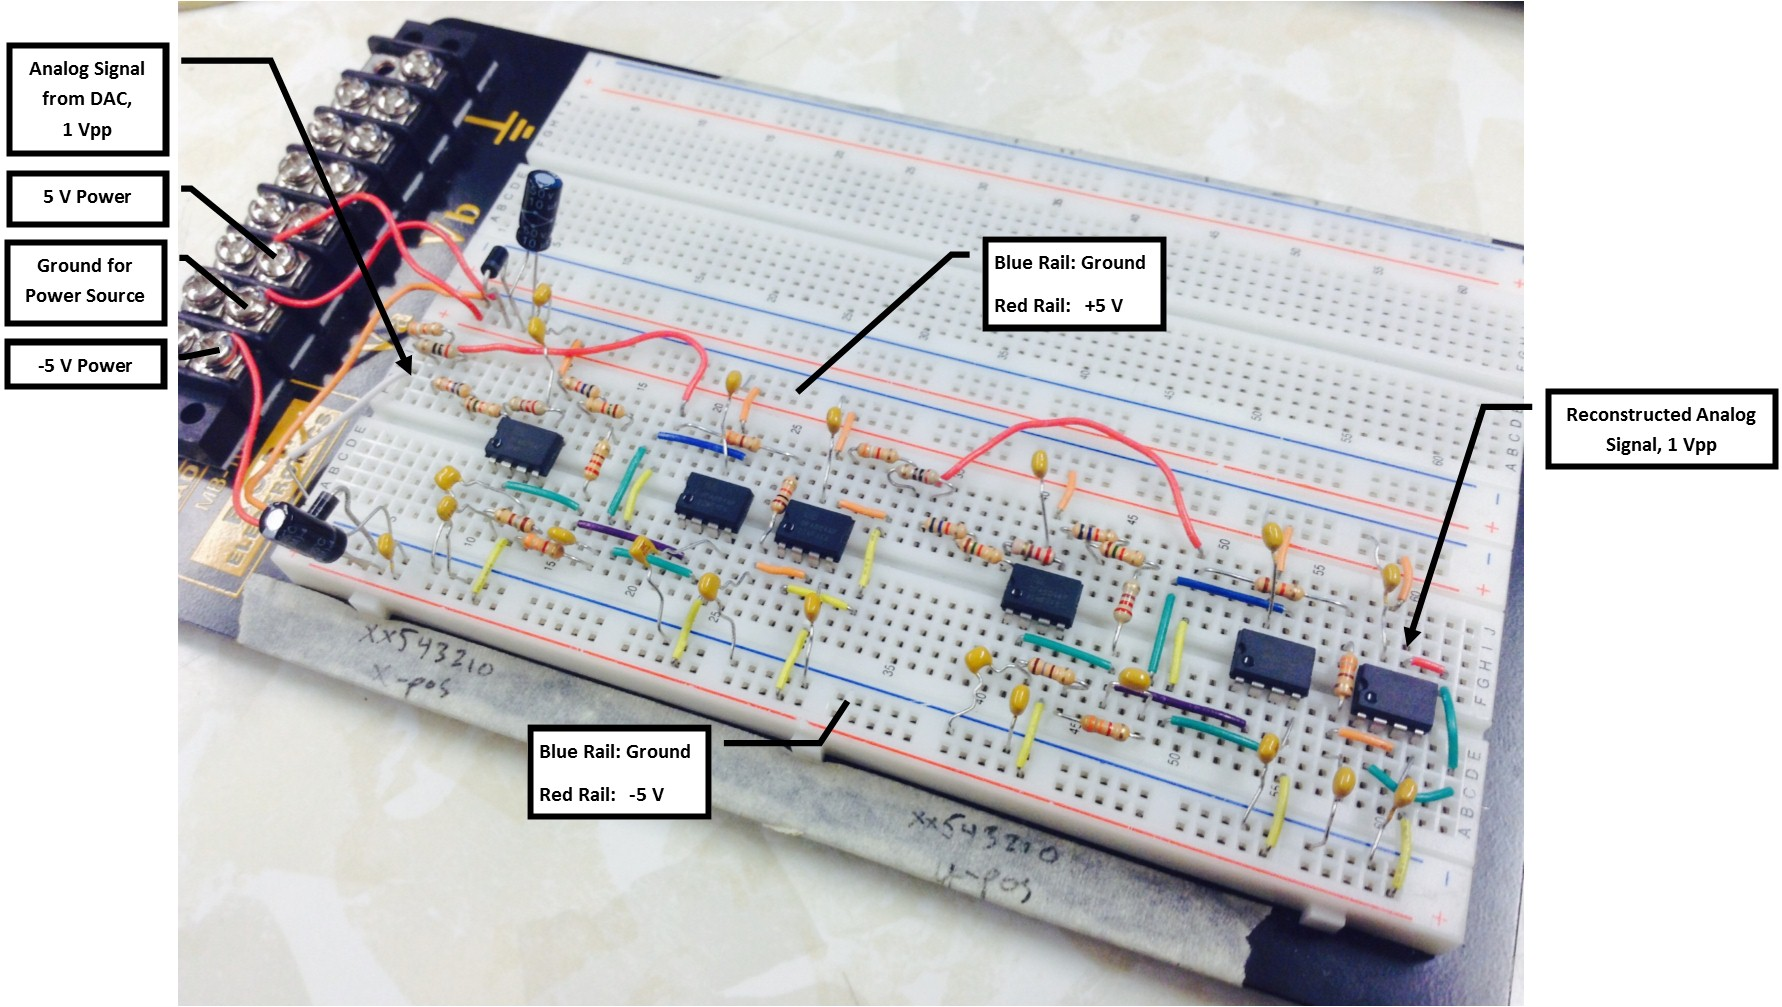 Analog Signal
from DAC,
1 Vpp
5 V Power
Ground for
Power Source
-5 V Power
Blue Rail: Ground
Red Rail: +5 V
Reconstructed Analog
Signal, 1 Vpp
Blue Rail: Ground
Red Rail: -5 V
xx543210
x-pos
xx543210
y-pos